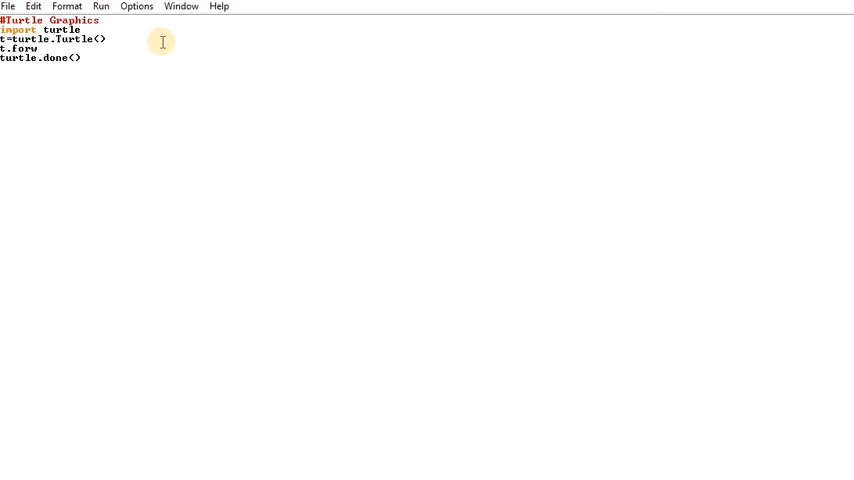 File Edit Format Run Options Window Help
#Turtle Graphics
import turtle
t=turtle.Turtle()
t.forw
turtle.done()